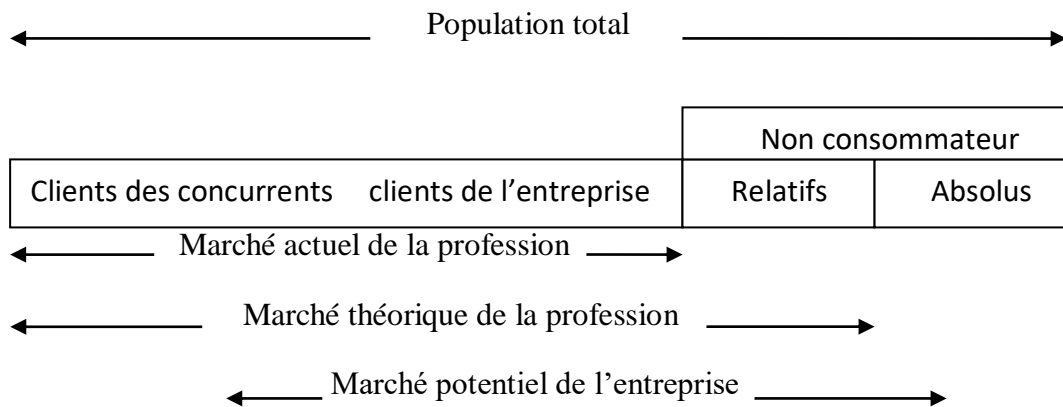 Population total
Non consommateur
Clients des concurrents clients de l’entreprise Relatifs Absolus
Marché actuel de la profession
Marché théorique de la profession
Marché potentiel de l’entreprise